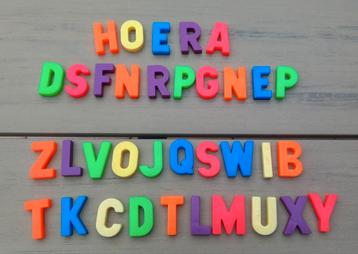 HOERA
DSFNRPGNEP
ZLVOJQSWIB
TKCDTLMUXY